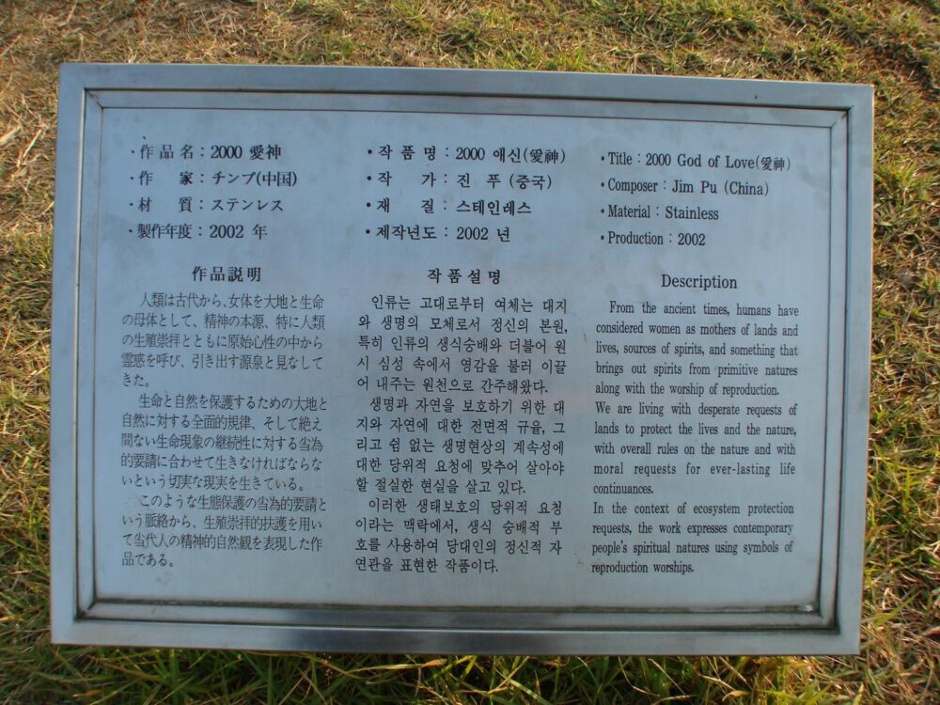 ・作品名：2000 愛神
・作　家：チンプ(中国)
・材　質：ステンレス
・製作年度：2002 年
作品説明
人類は古代から、女体を大地と生命
の母体として、精神の本源、特に人類
の生殖崇拝とともに原始心性の中から
霊感を呼び、引き出す源泉と見なして
きた。
生命と自然を保護するための大地と
自然に対する全面的規律、そして絶え
間ない生命現象の継続性に対する当為
的要請に合わせて生きなければならな
いという切実な現実を生きている。
このような生態保護の当為的要請と
いう脈絡から、生殖崇拝的扶護を用い
て当代人の精神的自然観を表現した作
品である。
・작 품 명 : 2000 애신(愛神)
・작　　가 : 진 푸 (중국)
・재　　질 : 스테인레스
・제작년도 : 2002 년
작품설명
인류는 고대로부터 여체는 대지
와 생명의 모체로서 정신의 본원,
특히 인류의 생식숭배와 더불어 원
시 심성 속에서 영감을 불러 이끌
어 내주는 원천으로 간주해왔다.
생명과 자연을 보호하기 위한 대
지와 자연에 대한 전면적 규율, 그
리고 쉼 없는 생명현상의 계속성에
대한 당위적 요청에 맞추어 살아야
할 절실한 현실을 살고 있다.
이러한 생태보호의 당위적 요청
이라는 맥락에서, 생식 숭배적 부
호를 사용하여 당대인의 정신적 자
연관을 표현한 작품이다.
・Title : 2000 God of Love(愛神)
・Composer : Jim Pu (China)
・Material : Stainless
・Production : 2002
Description
From the ancient times, humans have
considered women as mothers of lands and
lives, sources of spirits, and something that
brings out spirits from primitive natures
along with the worship of reproduction.
We are living with desperate requests of
lands to protect the lives and the nature,
with overall rules on the nature and with
moral requests for ever-lasting life
continuances.
In the context of ecosystem protection
requests, the work expresses contemporary
people's spiritual natures using symbols of
reproduction worships.